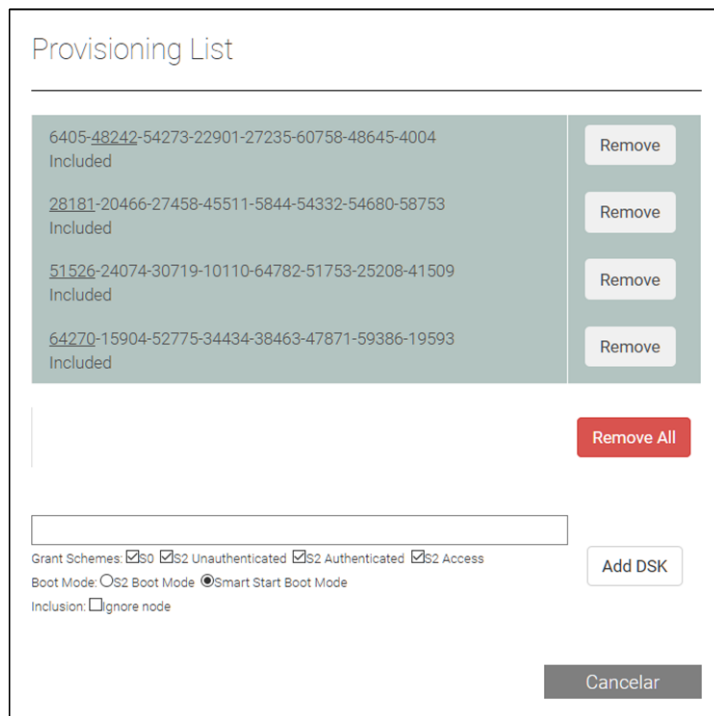 Provisioning List
6405-48242-54273-22901-27235-60758-48645-4004
Included
Remove
28181-20466-27458-45511-5844-54332-54680-58753
Included
Remove
51526-24074-30719-10110-64782-51753-25208-41509
Included
Remove
64270-15904-52775-34434-38463-47871-59386-19593
Included
Remove
Remove All
Grant Schemes: S0 S2 Unauthenticated S2 Authenticated S2 Access
Boot Mode: S2 Boot Mode Smart Start Boot Mode
Inclusion: Ignore node
Add DSK
Cancelar